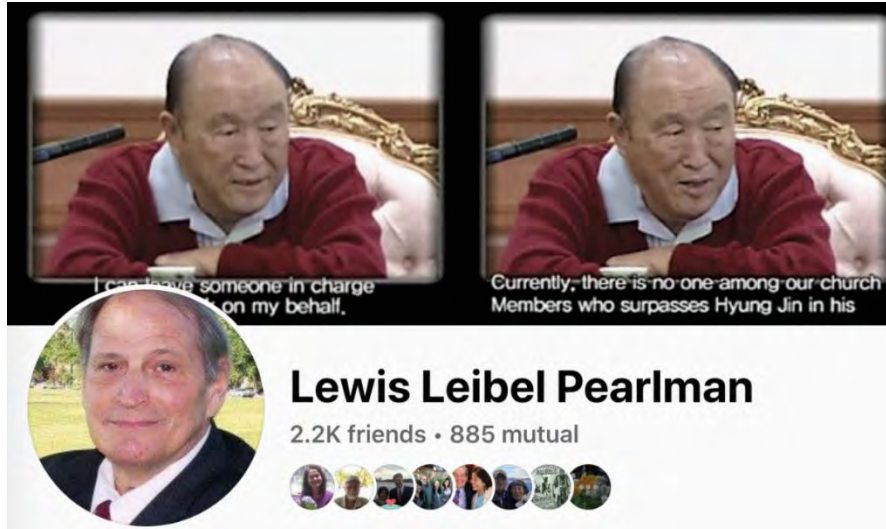 I can leave someone in charge
on my behalf.
Currently, there is no one among our church
Members who surpasses Hyung Jin in his
Lewis Leibel Pearlman
2.2K friends • 885 mutual